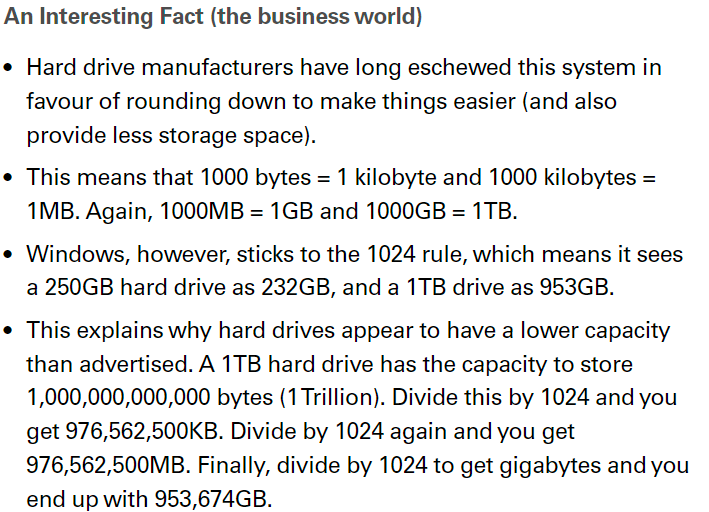 An Interesting Fact (the business world)
• Hard drive manufacturers have long eschewed this system in
favour of rounding down to make things easier (and also
provide less storage space).
• This means that 1000 bytes = 1 kilobyte and 1000 kilobytes =
1MB. Again, 1000MB = 1GB and 1000GB = 1TB.
• Windows, however, sticks to the 1024 rule, which means it sees
a 250GB hard drive as 232GB, and a 1TB drive as 953GB.
• This explains why hard drives appear to have a lower capacity
than advertised. A 1TB hard drive has the capacity to store
1,000,000,000,000 bytes (1 Trillion). Divide this by 1024 and you
get 976,562,500KB. Divide by 1024 again and you get
976,562,500MB. Finally, divide by 1024 to get gigabytes and you
end up with 953,674GB.